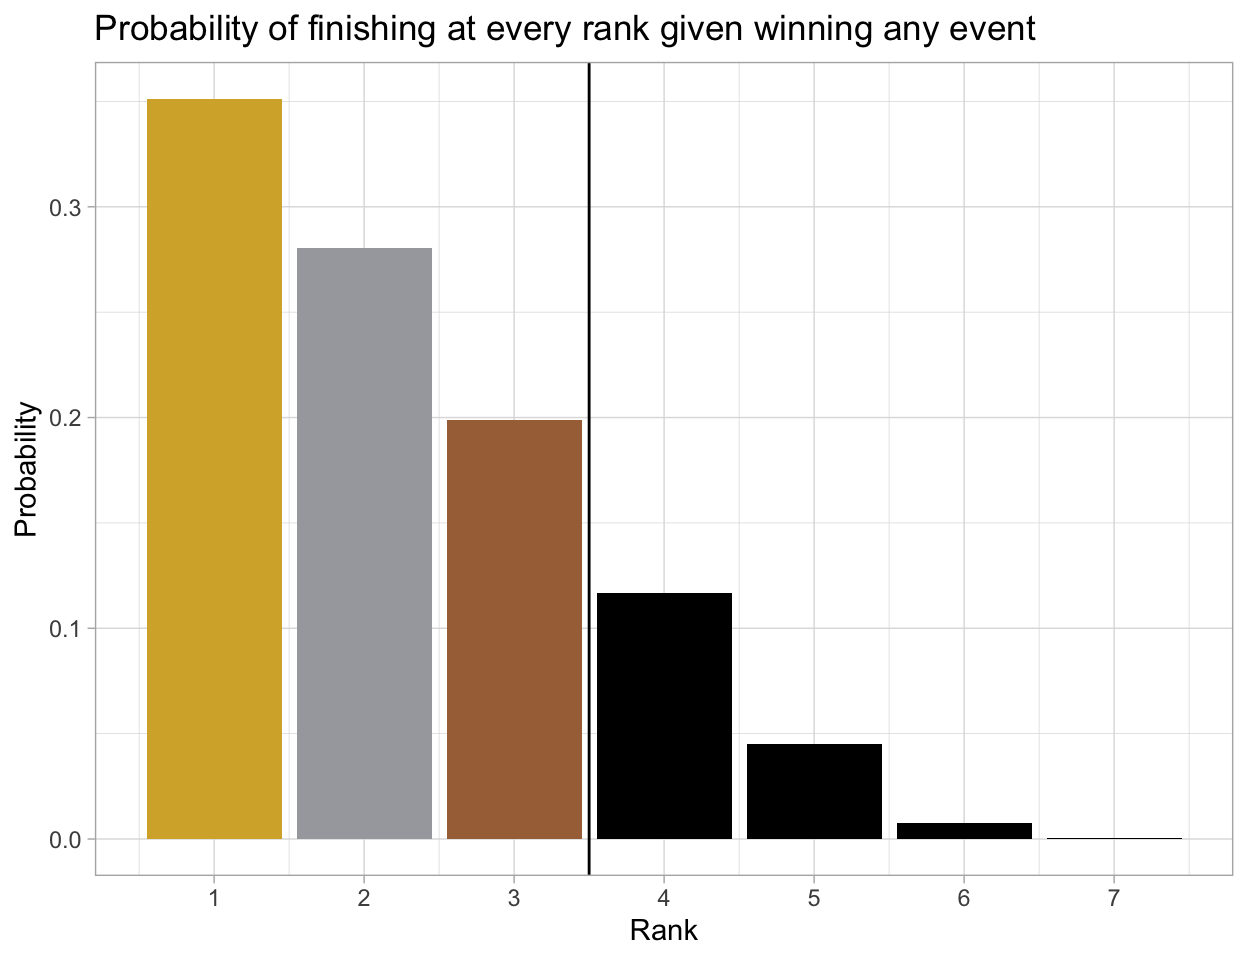 Probability of finishing at every rank given winning any event
Probability
0.3
0.2
0.1
0.0
1 2 3 4 5 6 7
Rank